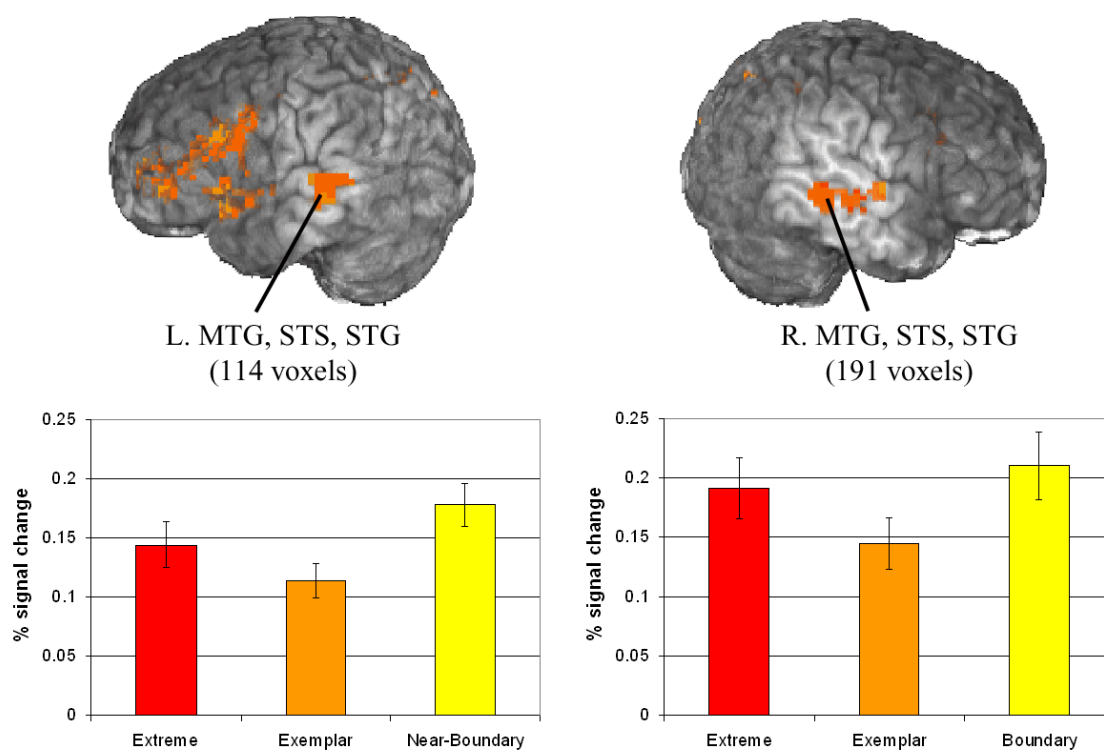 L. MTG, STS, STG
(114 voxels)
R. MTG, STS, STG
(191 voxels)
% signal change
0.25
0.2
0.15
0.1
0.05
0
Extreme
Exemplar
Near-Boundary
% signal change
0.25
0.2
0.15
0.1
0.05
0
Extreme
Exemplar
Boundary